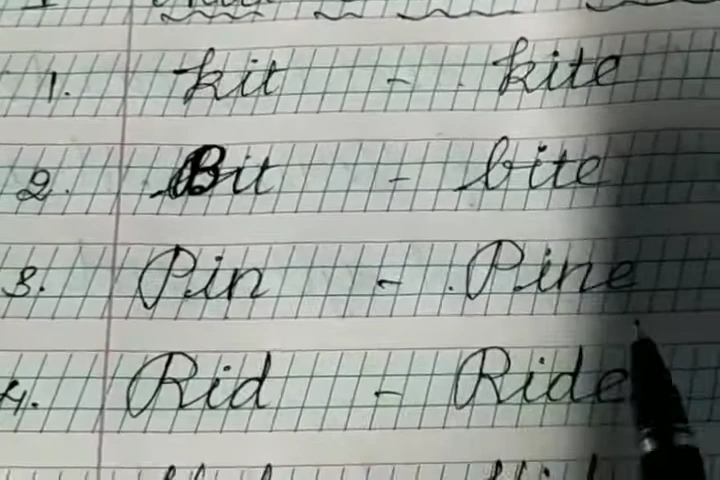 1. kit - kite
2. Bit - bite
3. Pin - Pine
4. Rid - Ride